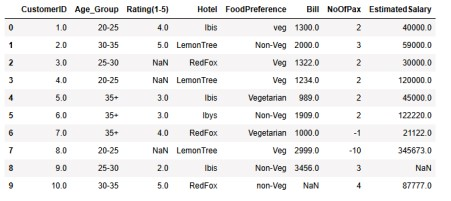 CustomerID Age_Group Rating(1-5) Hotel FoodPreference Bill NoOfPax EstimatedSalary
0 1.0 20-25 4.0 Ibis veg 1300.0 2 40000.0
1 2.0 30-35 5.0 LemonTree Non-Veg 2000.0 3 59000.0
2 3.0 25-30 NaN RedFox Veg 1322.0 2 30000.0
3 4.0 20-25 NaN LemonTree Veg 1234.0 2 120000.0
4 5.0 35+ 3.0 Ibis Vegetarian 989.0 2 45000.0
5 6.0 35+ 3.0 Ibys Non-Veg 1909.0 2 122220.0
6 7.0 35+ 4.0 RedFox Vegetarian 1000.0 -1 21122.0
7 8.0 20-25 NaN LemonTree Veg 2999.0 -10 345673.0
8 9.0 25-30 2.0 Ibis Non-Veg 3456.0 3 NaN
9 10.0 30-35 5.0 RedFox non-Veg NaN 4 87777.0